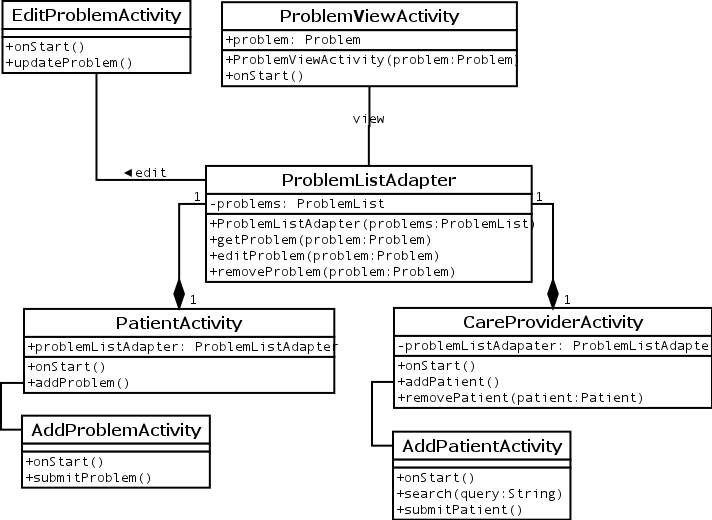 EditProblemActivity
+onStart()
+updateProblem()
ProblemViewActivity
+problem: Problem
+ProblemViewActivity(problem:Problem)
+onStart()
view
◄edit
ProblemListAdapter
-problems: ProblemList
+ProblemListAdapter(problems:ProblemList)
+getProblem(problem:Problem)
+editProblem(problem:Problem)
+removeProblem(problem:Problem)
1
1
1
1
PatientActivity
+problemListAdapter: ProblemListAdapter
+onStart()
+addProblem()
CareProviderActivity
-problemListAdapater: ProblemListAdapte
+onStart()
+addPatient()
+removePatient(patient:Patient)
AddProblemActivity
+onStart()
+submitProblem()
AddPatientActivity
+onStart()
+search(query:String)
+submitPatient()